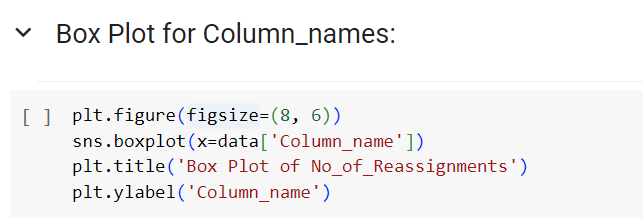 Box Plot for Column_names:
[ ] plt.figure(figsize=(8, 6))
sns.boxplot(x=data['Column_name'])
plt.title('Box Plot of No_of_Reassignments')
plt.ylabel('Column_name')